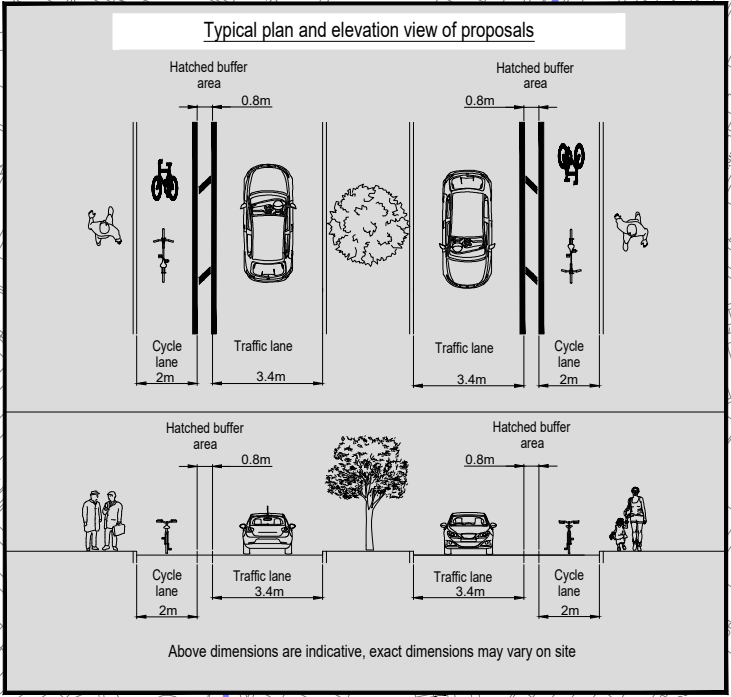 Typical plan and elevation view of proposals
Hatched buffer
area
0.8m
Hatched buffer
area
0.8m
Cycle
lane
2m
Traffic lane
3.4m
Traffic lane
3.4m
Cycle
lane
2m
Hatched buffer
area
0.8m
Hatched buffer
area
0.8m
Cycle
lane
2m
Traffic lane
3.4m
Traffic lane
3.4m
Cycle
lane
2m
Above dimensions are indicative, exact dimensions may vary on site